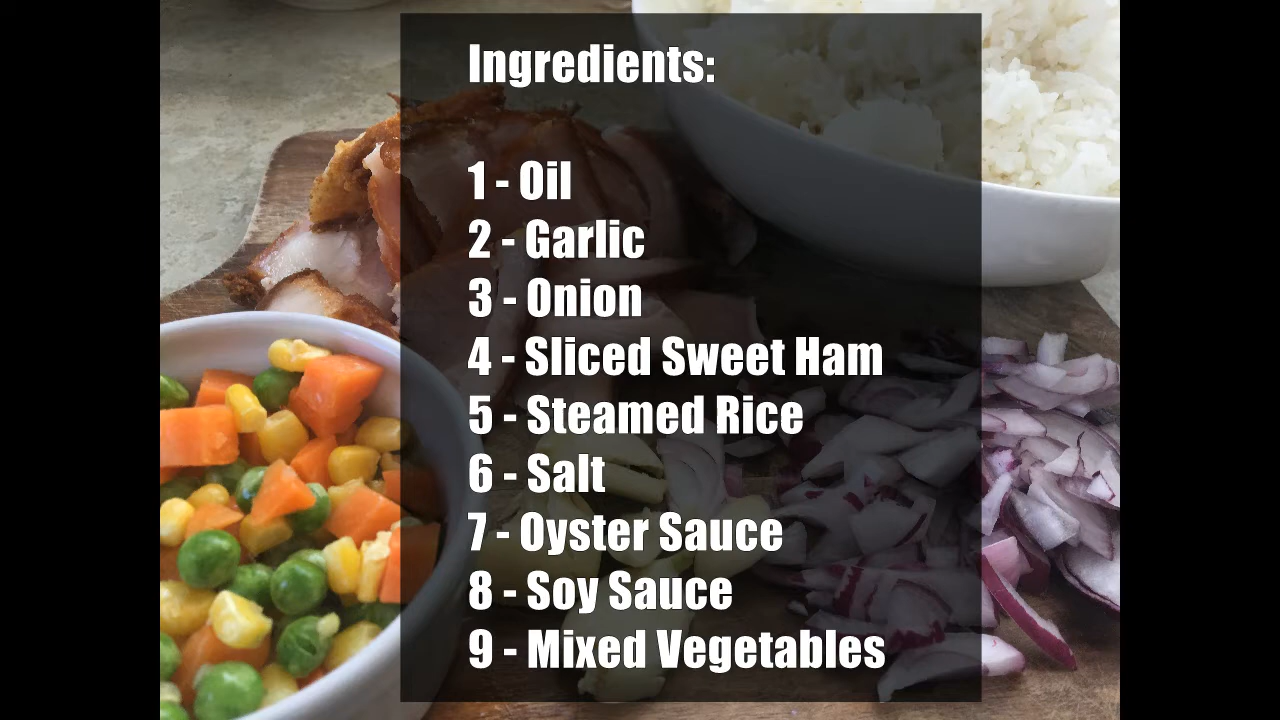 Ingredients:
1 - Oil
2 - Garlic
3 - Onion
4 - Sliced Sweet Ham
5 - Steamed Rice
6 - Salt
7 - Oyster Sauce
8 - Soy Sauce
9 - Mixed Vegetables